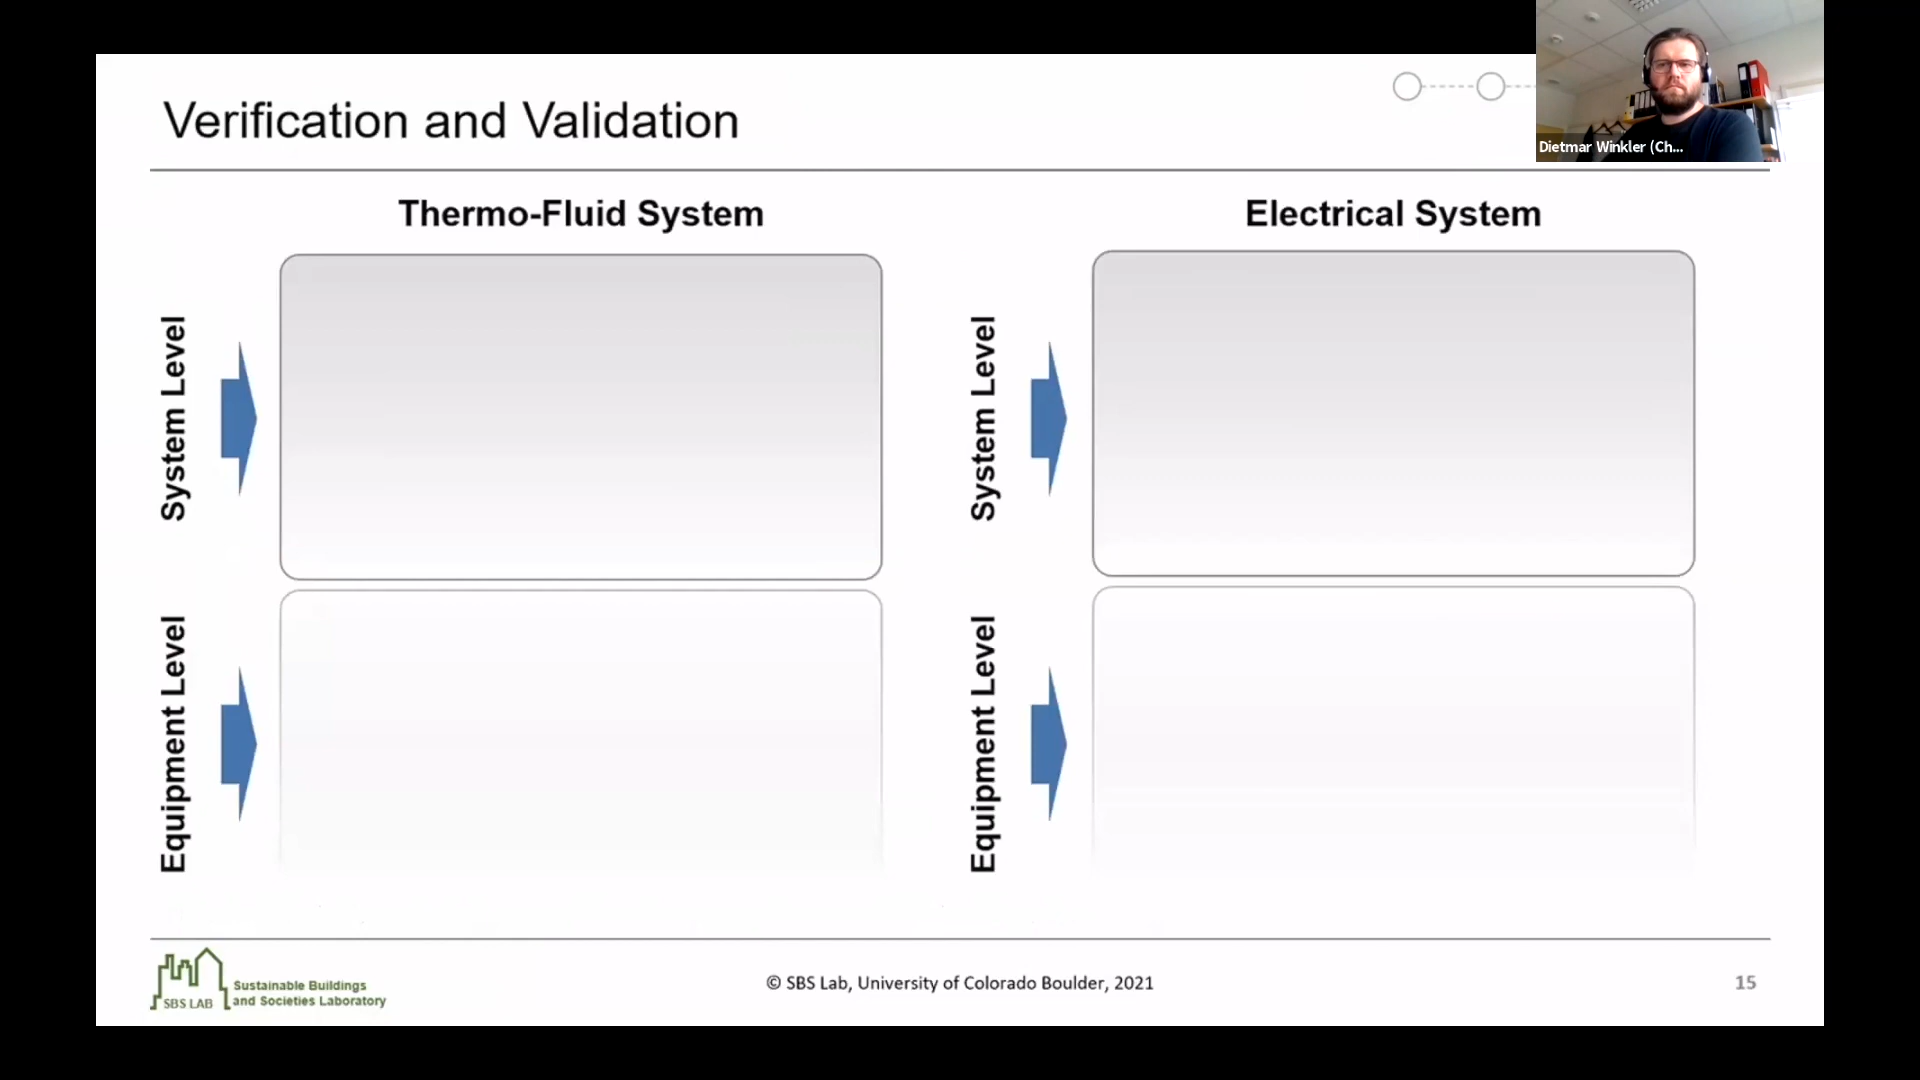 Verification and Validation
Dietmar Winkler (Ch...
Thermo-Fluid System
Electrical System
System Level
System Level
Equipment Level
Equipment Level
SBS LAB
Sustainable Buildings
and Societies Laboratory
© SBS Lab, University of Colorado Boulder, 2021
15